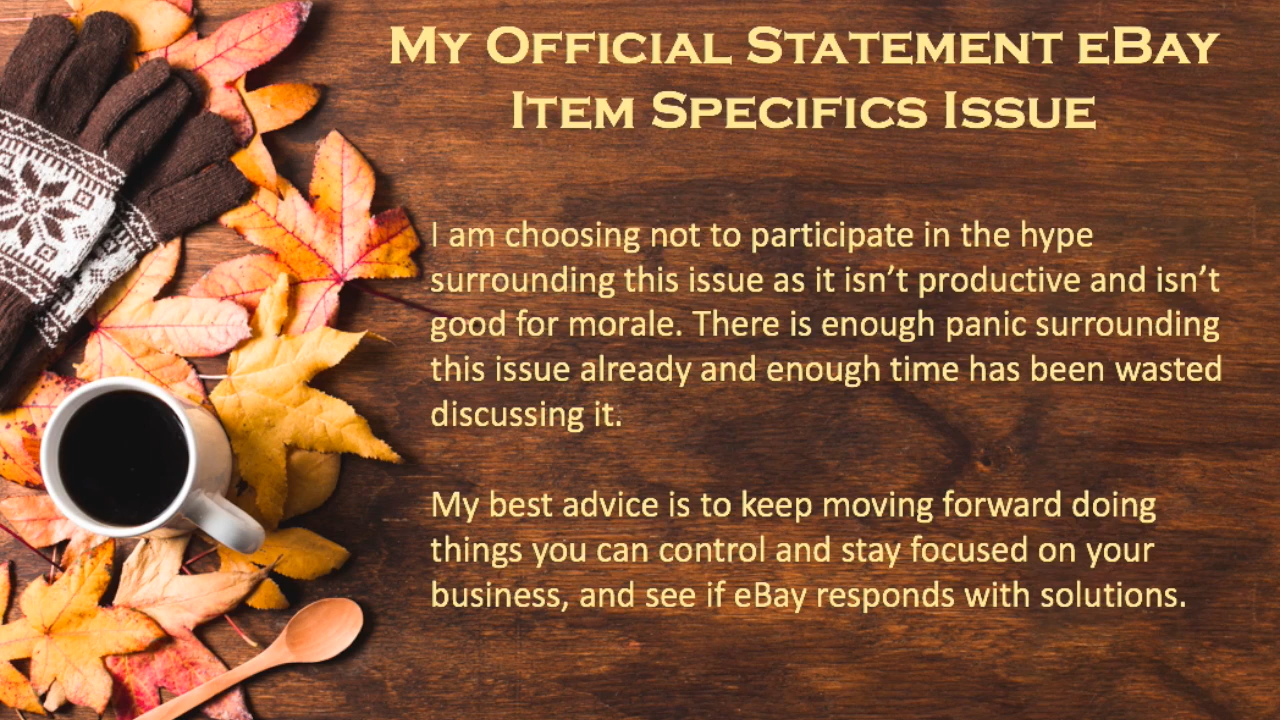 My Official Statement eBay
Item Specifics Issue
I am choosing not to participate in the hype
surrounding this issue as it isn’t productive and isn’t
good for morale. There is enough panic surrounding
this issue already and enough time has been wasted
discussing it.
My best advice is to keep moving forward doing
things you can control and stay focused on your
business, and see if eBay responds with solutions.